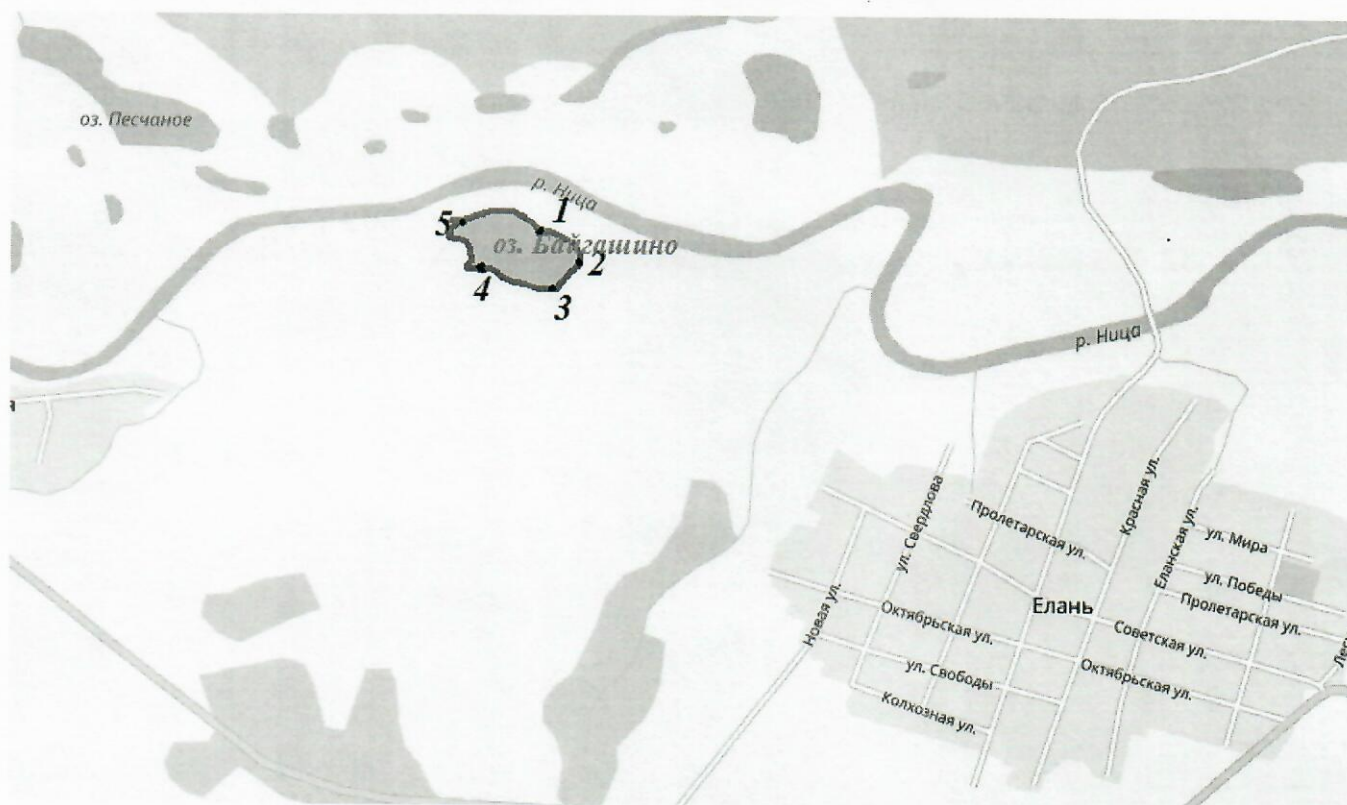 оз. Песчаное
р. Ница
1
5
оз. Байгашино
2
4
3
р. Ница
я
Красная ул.
ул. Свердлова
Пролетарская ул.
Еланская ул.
ул. Мира
ул. Победы
Елань
Пролетарская ул.
Новая ул.
Октябрьская ул.
Советская ул.
ул. Свободы
Октябрьская ул.
Колхозная ул.